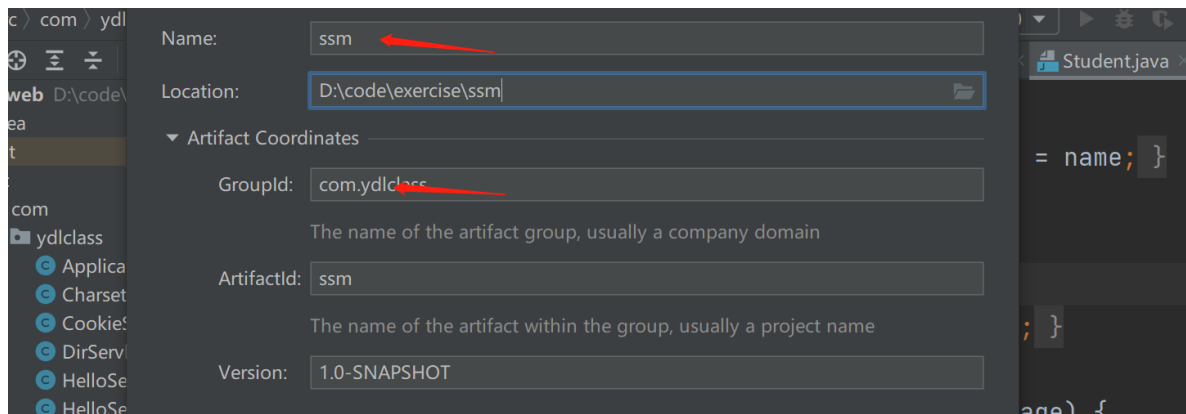 c 〉 com 〉 ydl
Name:
ssm
Student.java
Location:
D:\code\exercise\ssm
web D:\code\
ea
Artifact Coordinates
t
= name; }
GroupId:
com.ydlclass
com
The name of the artifact group, usually a company domain
ydlclass
Applica
ArtifactId:
ssm
Charset
The name of the artifact within the group, usually a project name
CookieS
; }
DirServ
Version:
1.0-SNAPSHOT
HelloSe
HelloSe
age) {